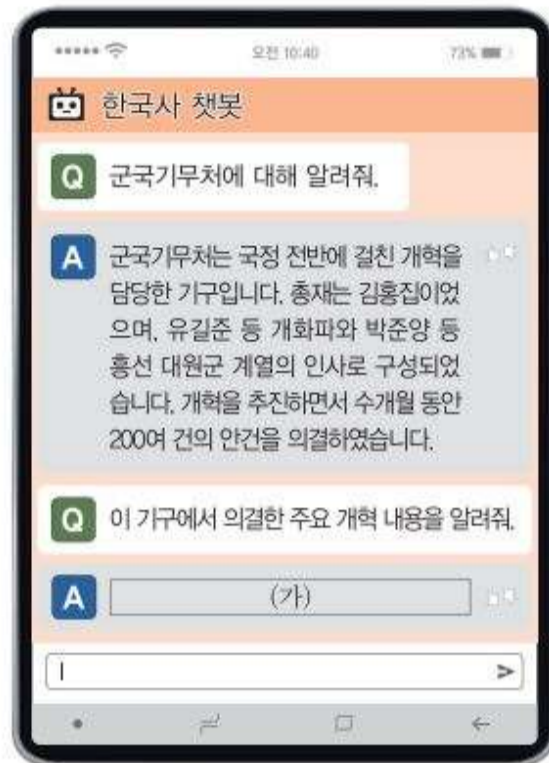 오전 10:40
73%
한국사 챗봇
Q 군국기무처에 대해 알려줘.
A 군국기무처는 국정 전반에 걸친 개혁을
담당한 기구입니다. 총재는 김홍집이었
으며, 유길준 등 개화파와 박준양 등
흥선 대원군 계열의 인사로 구성되었
습니다. 개혁을 추진하면서 수개월 동안
200여 건의 안건을 의결하였습니다.
Q 이 기구에서 의결한 주요 개혁 내용을 알려줘.
A (가)